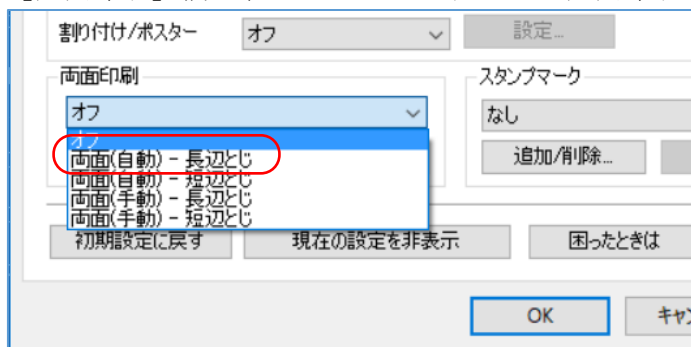 割り付け/ポスター オフ 設定...
両面印刷 スタンプマーク
オフ なし
オフ
両面(自動) - 長辺とじ
追加/削除...
両面(自動) - 短辺とじ
両面(手動) - 長辺とじ
両面(手動) - 短辺とじ
初期設定に戻す 現在の設定を非表示 困ったときは
OK キャン